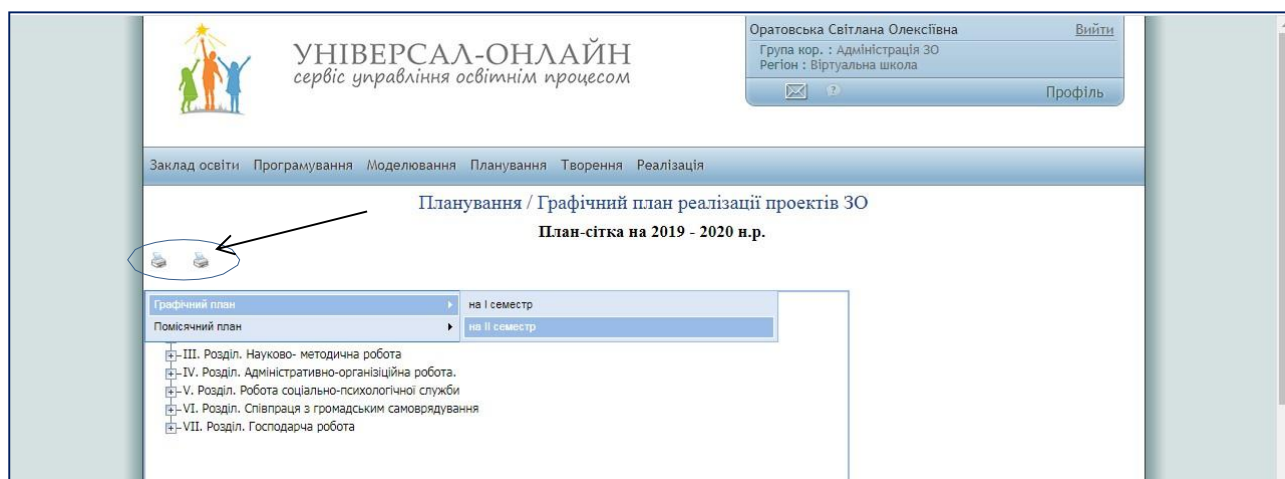 УНІВЕРСАЛ-ОНЛАЙН
сервіс управління освітнім процесом
Оратовська Світлана Олексіївна Вийти
Група кор. : Адміністрація ЗО
Регіон : Віртуальна школа
Профіль
Заклад освіти Програмування Моделювання Планування Творення Реалізація
Планування / Графічний план реалізації проектів ЗО
План-сітка на 2019 - 2020 н.р.
Графічний план на І семестр
Помісячний план на ІІ семестр
ІІІ. Розділ. Науково- методична робота
IV. Розділ. Адміністративно-організіційна робота.
V. Розділ. Робота соціально-психологічної служби
VI. Розділ. Співпраця з громадським самоврядування
VII. Розділ. Господарча робота